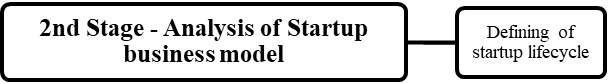 2nd Stage - Analysis of Startup
business model
Defining of
startup lifecycle